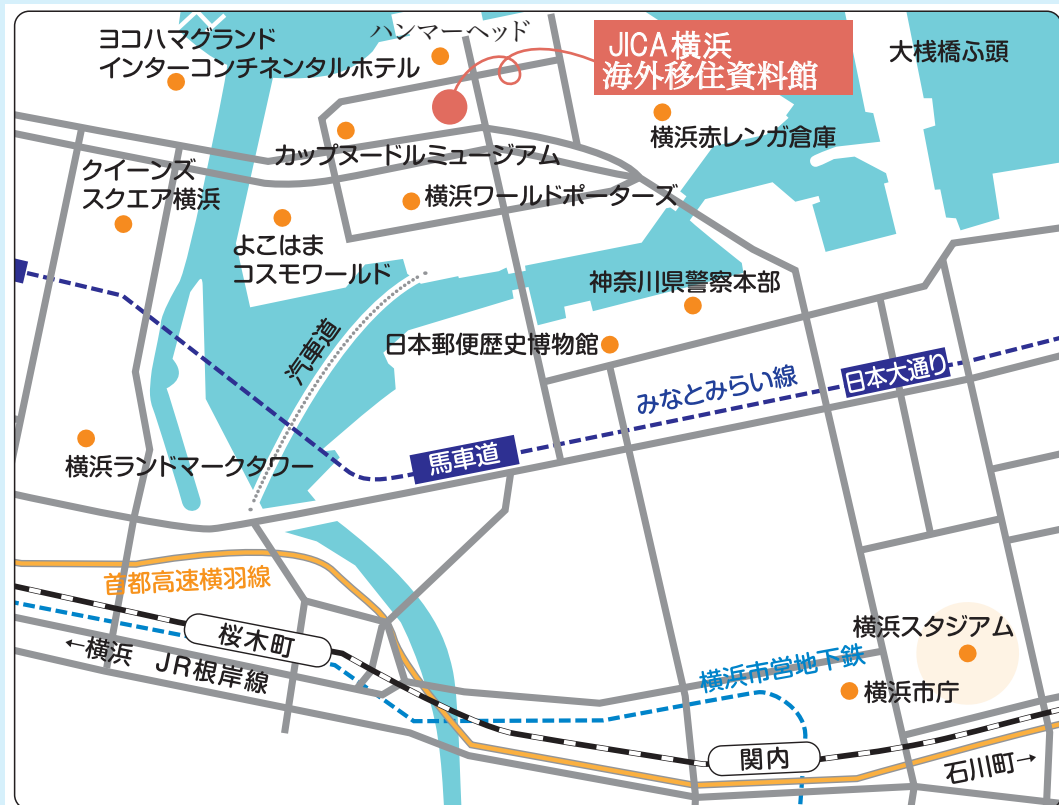 ヨコハマグランド
インターコンチネンタルホテル
ハンマーヘッド
JICA横浜
海外移住資料館
大桟橋ふ頭
横浜赤レンガ倉庫
カップヌードルミュージアム
クイーンズ
スクエア横浜
横浜ワールドポーターズ
よこはま
コスモワールド
神奈川県警察本部
汽車道
日本郵便歴史博物館
みなとみらい線
日本大通り
馬車道
横浜ランドマークタワー
首都高速横羽線
桜木町
←横浜 JR根岸線
横浜スタジアム
横浜市営地下鉄
横浜市庁
関内
石川町→